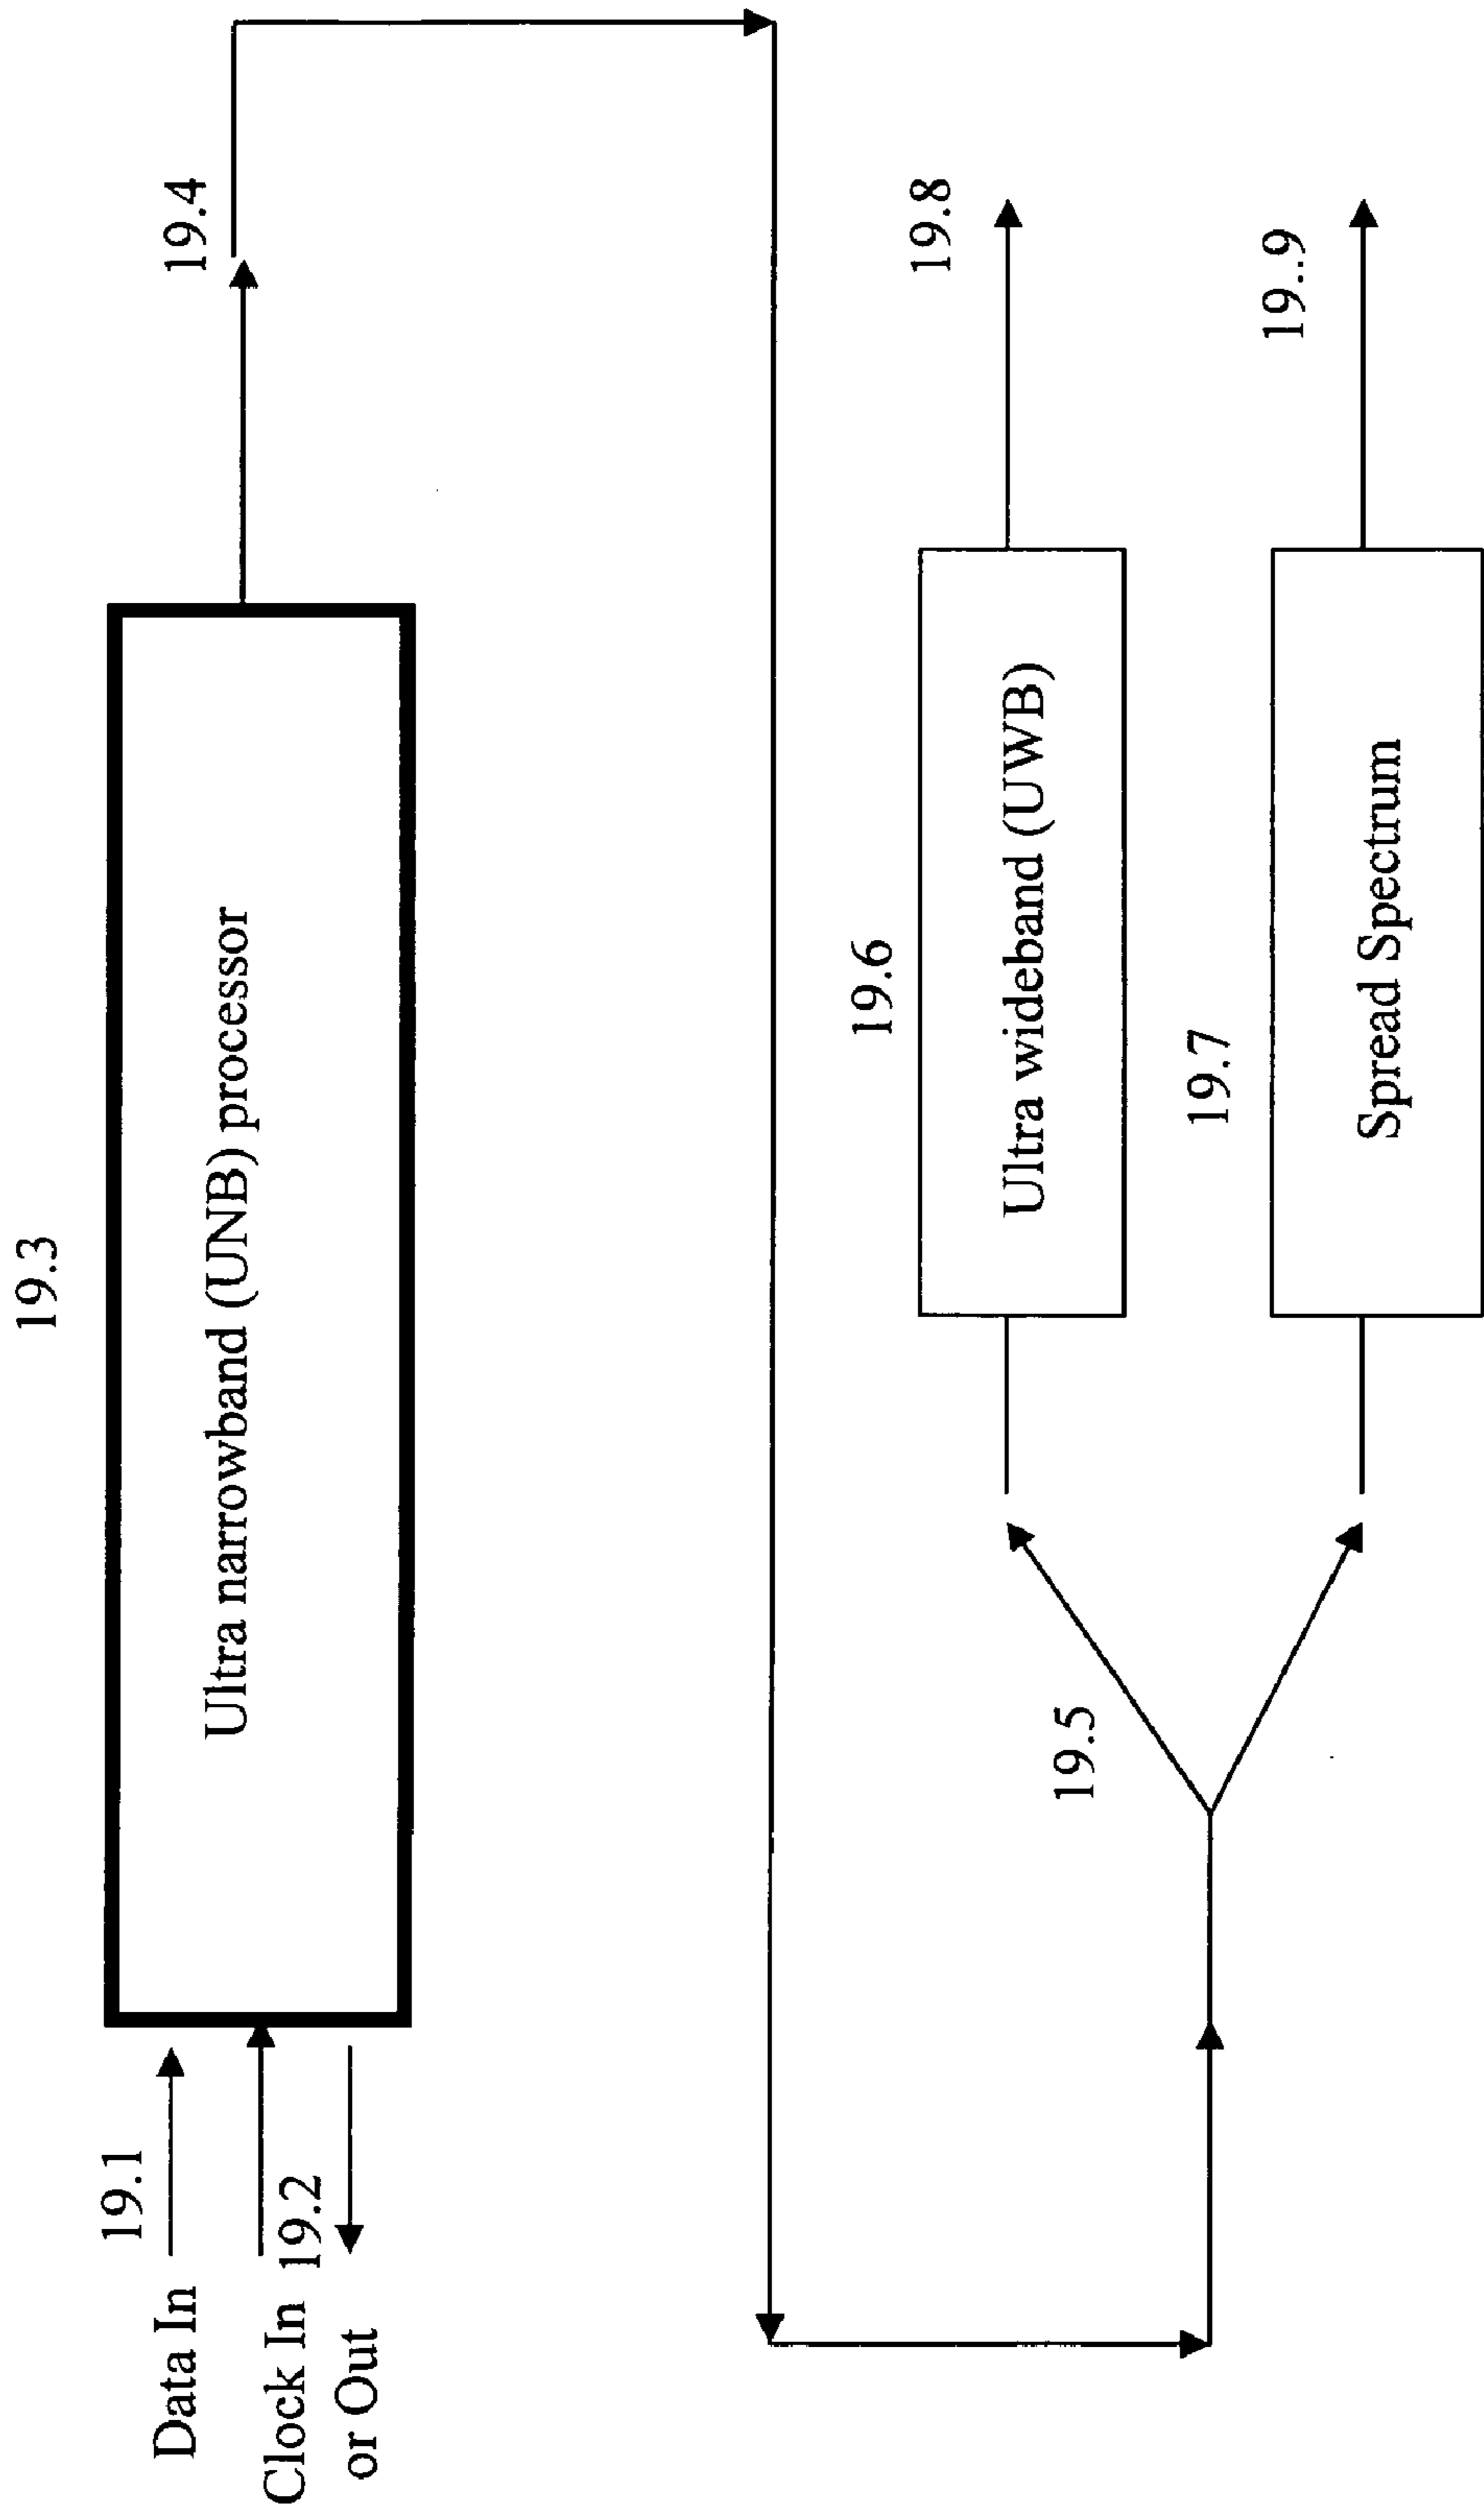 19.3
19.1
Data In
Clock In 19.2
or Out
Ultra narrowband (UNB) processor
19.4
19.5
19.6
Ultra wideband (UWB)
19.8
19.7
Spread Spectrum
19..9